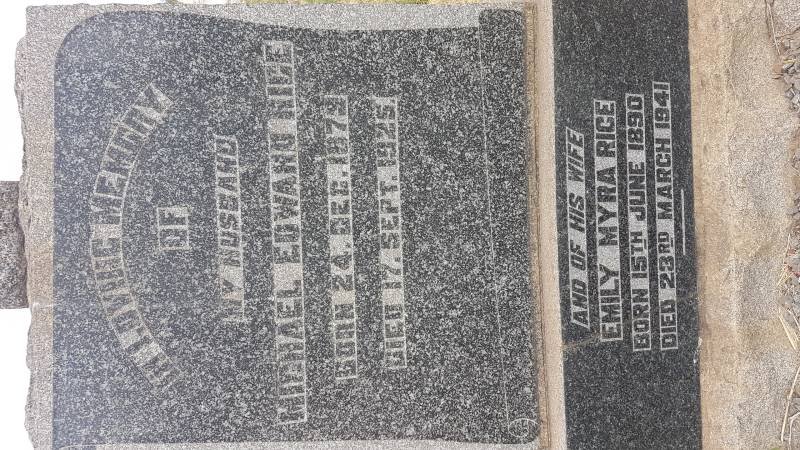 IN LOVING MEMORY
OF
MY HUSBAND
MICHAEL EDWARD RICE
BORN 24. DEC. 1879
DIED 17. SEPT. 1925
AND OF HIS WIFE
EMILY MYRA RICE
BORN 15TH JUNE 1890
DIED 23RD MARCH 1941